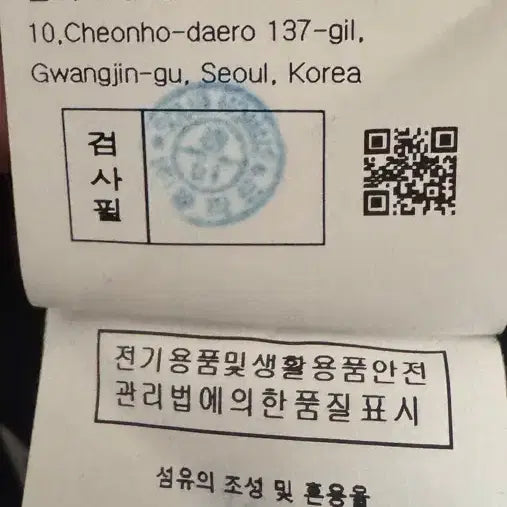 10,Cheonho-daero 137-gil,
Gwangjin-gu, Seoul, Korea
검
사
필
전기용품및생활용품안전
관리법에의한품질표시
섬유의 조성 및 혼용율